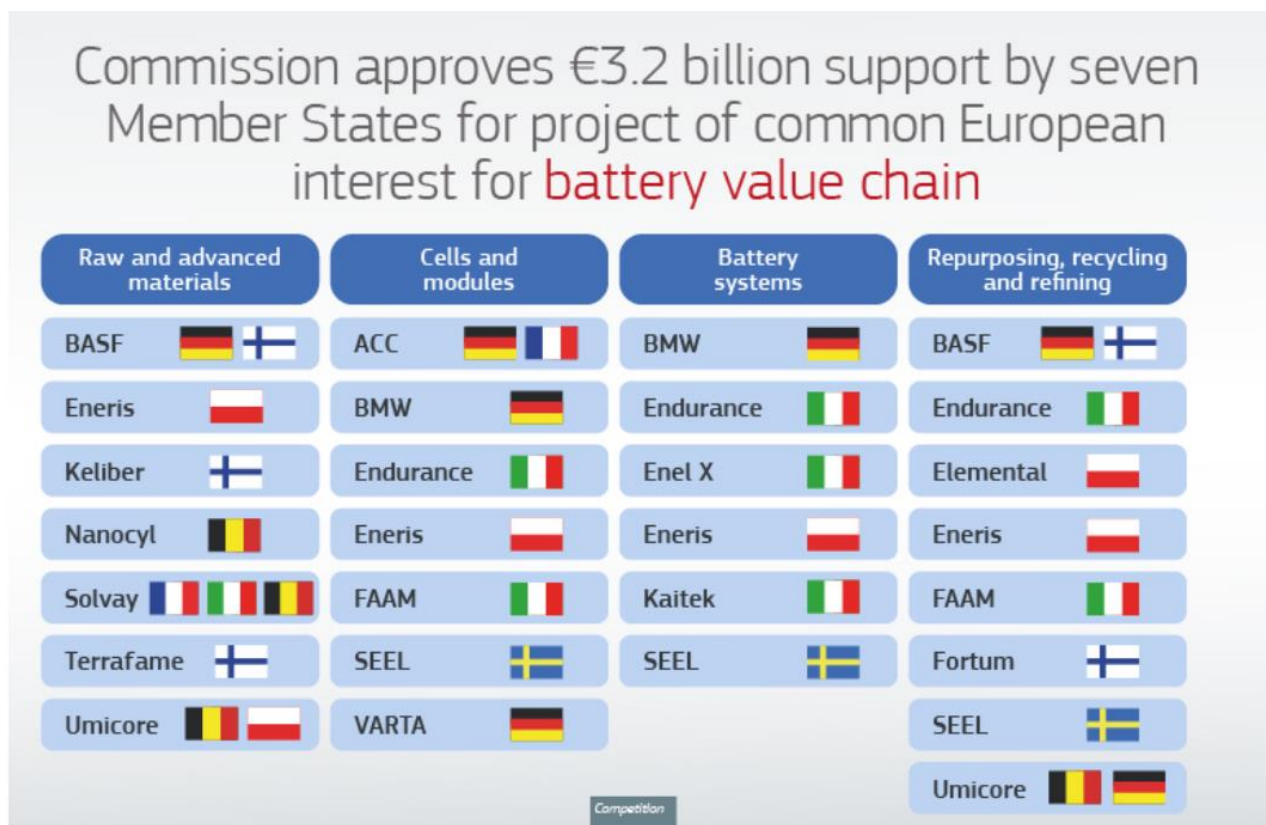 Commission approves €3.2 billion support by seven
Member States for project of common European
interest for battery value chain
Raw and advanced
materials
BASF
Eneris
Keliber
Nanocyl
Solvay
Terrafame
Umicore
Cells and
modules
ACC
BMW
Endurance
Eneris
FAAM
SEEL
VARTA
Battery
systems
BMW
Endurance
Enel X
Eneris
Kaitek
SEEL
Repurposing, recycling
and refining
BASF
Endurance
Elemental
Eneris
FAAM
Fortum
SEEL
Umicore
Competition